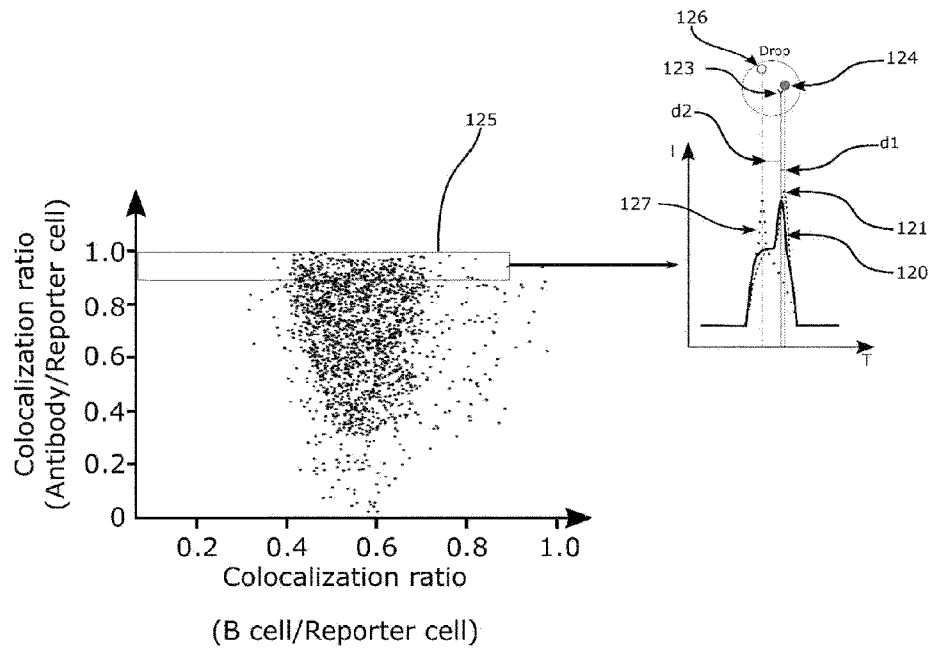 126
Drop
123
124
d2
125
I
d1
127
121
120
T
Colocalization ratio
(Antibody/Reporter cell)
1.0
0.8
0.6
0.4
0.2
0
0.2 0.4 0.6 0.8 1.0
Colocalization ratio
(B cell/Reporter cell)